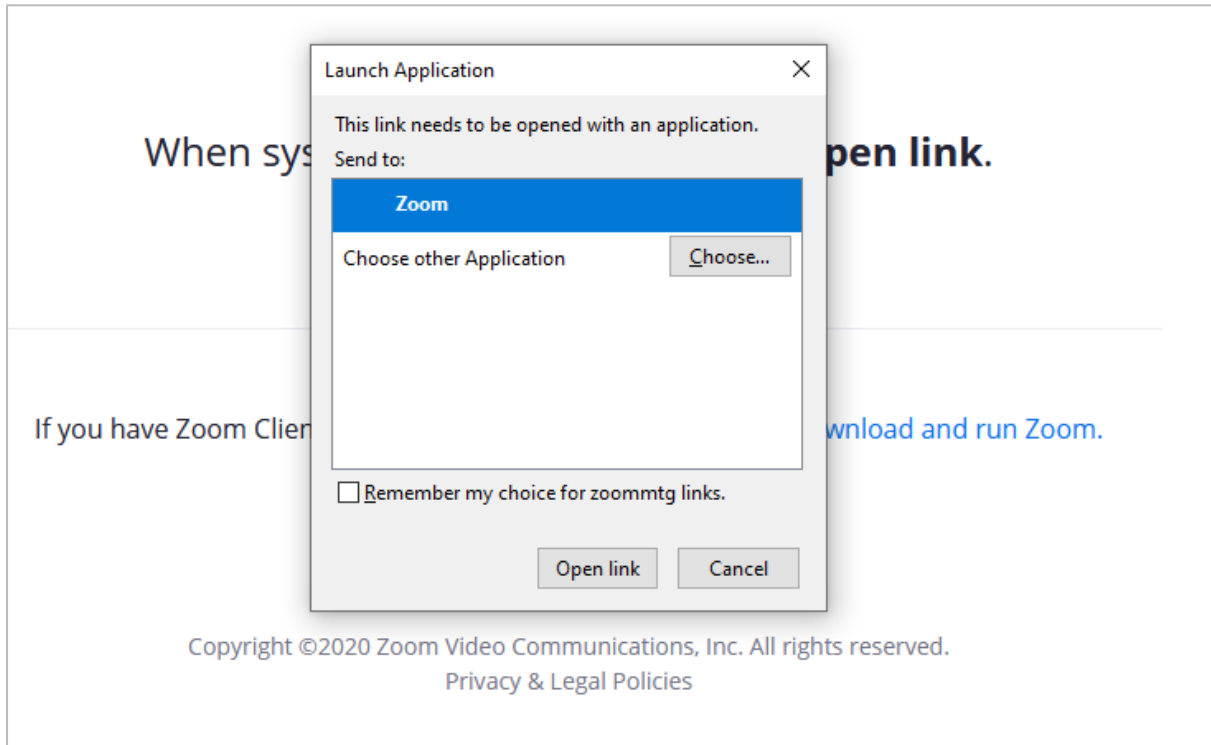 Launch Application
This link needs to be opened with an application.
When sys
Send to:
pen link.
Zoom
Choose other Application
Choose...
If you have Zoom Clien
wnload and run Zoom.
Remember my choice for zoommtg links.
Open link
Cancel
Copyright ©2020 Zoom Video Communications, Inc. All rights reserved.
Privacy & Legal Policies